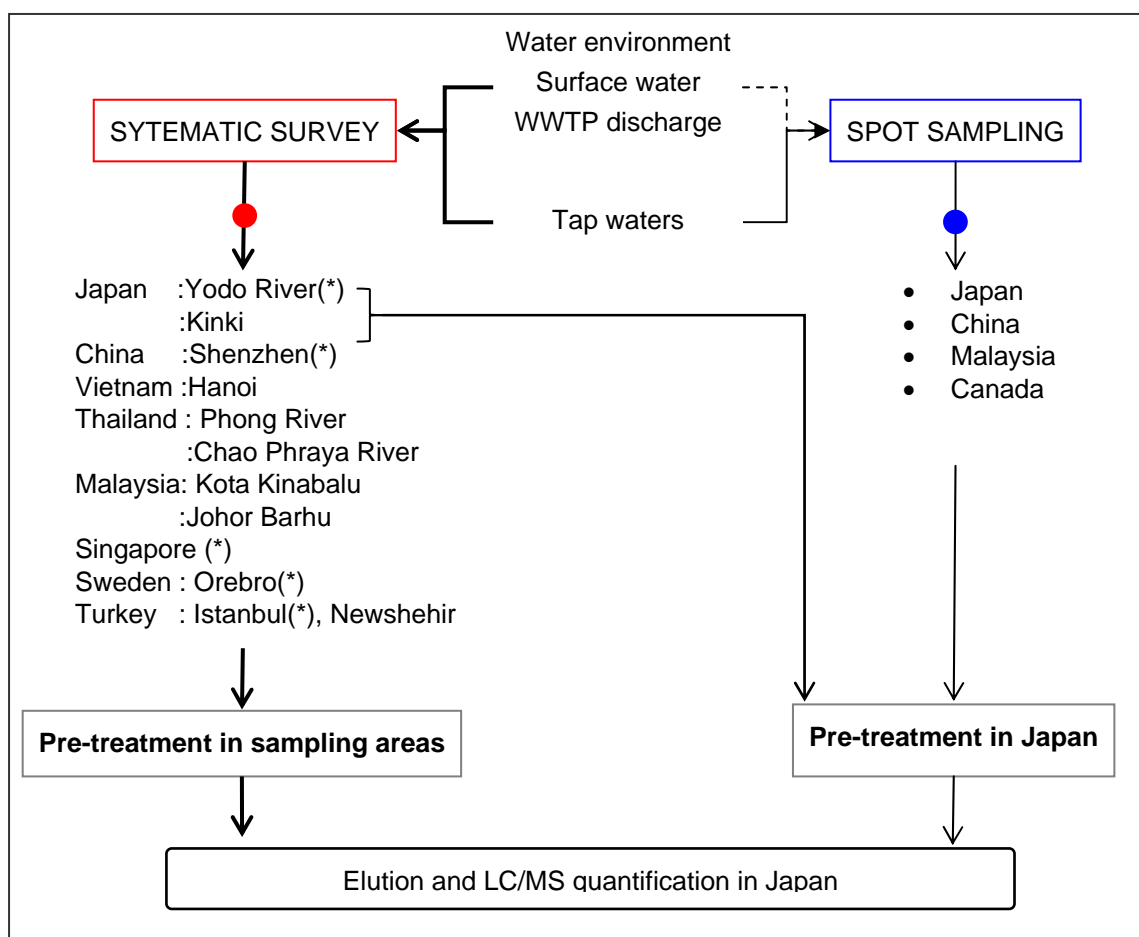 Water environment
Surface water
WWTP discharge
Tap waters
SYTEMATIC SURVEY
SPOT SAMPLING
Japan :Yodo River(*)
:Kinki
China :Shenzhen(*)
Vietnam :Hanoi
Thailand : Phong River
:Chao Phraya River
Malaysia: Kota Kinabalu
:Johor Barhu
Singapore (*)
Sweden : Orebro(*)
Turkey : Istanbul(*), Newshehir
• Japan
• China
• Malaysia
• Canada
Pre-treatment in sampling areas
Pre-treatment in Japan
Elution and LC/MS quantification in Japan